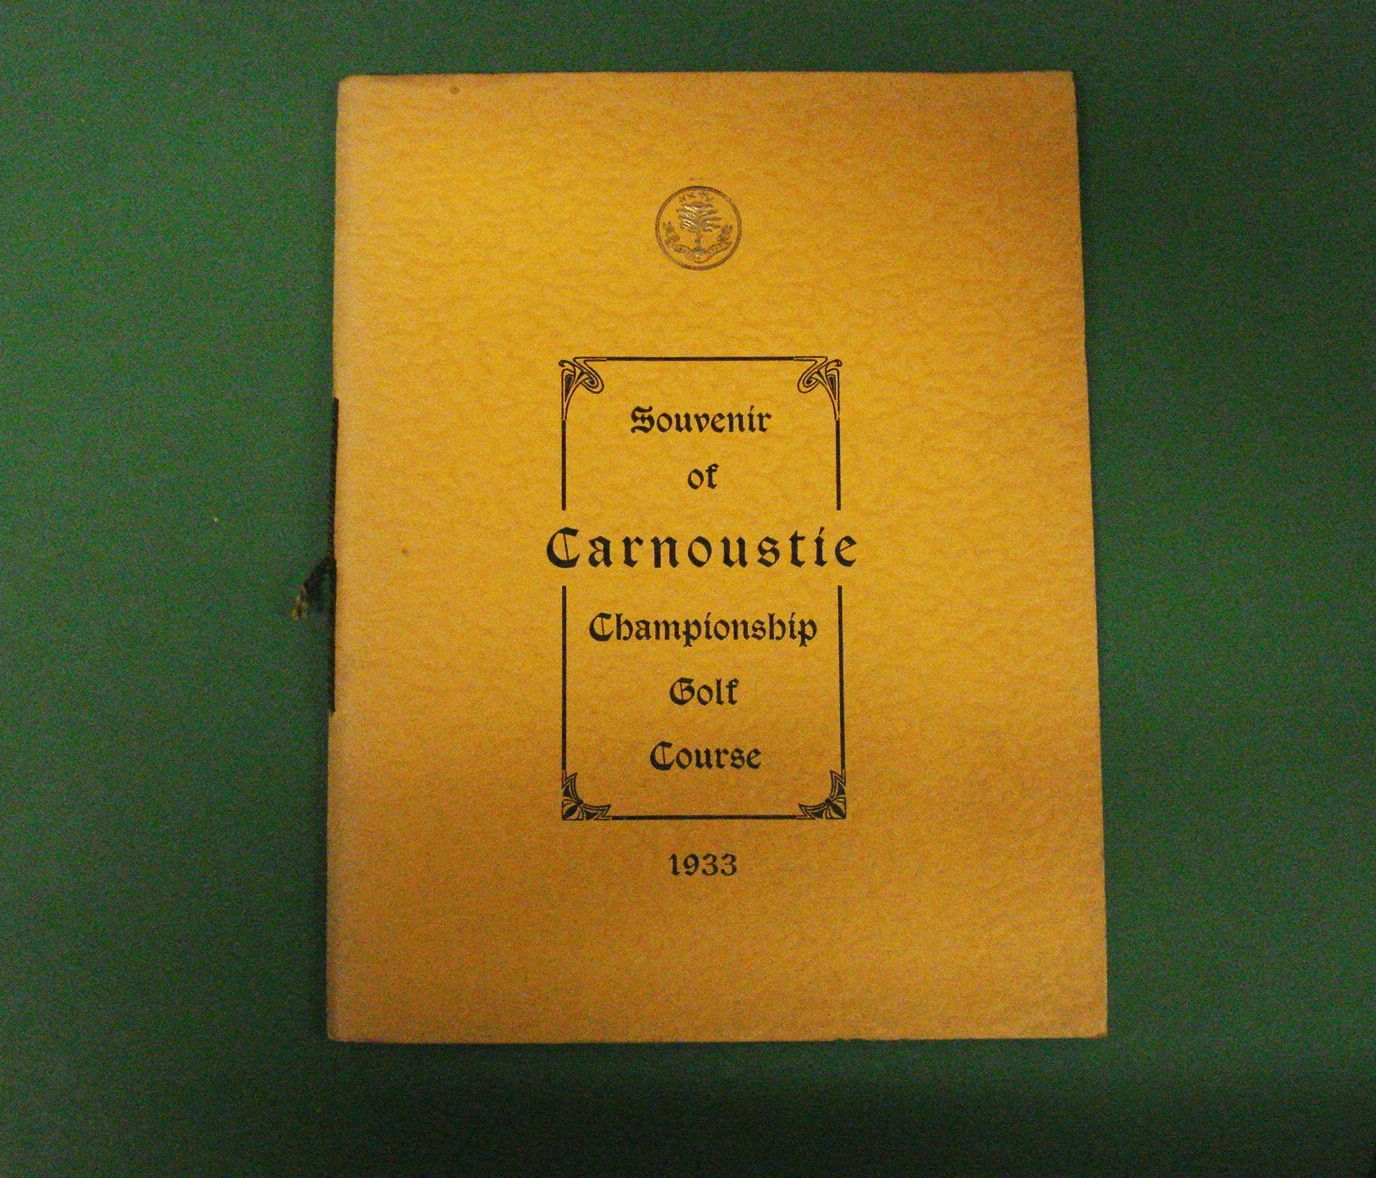 Souvenir
of
Carnoustie
Championship
Golf
Course
1933